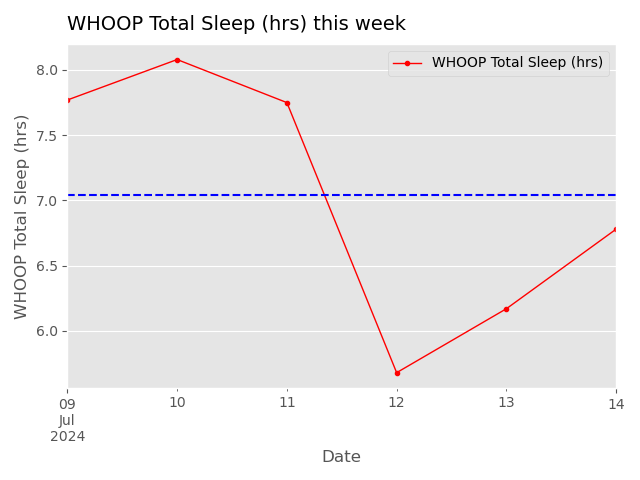 WHOOP Total Sleep (hrs) this week
WHOOP Total Sleep (hrs)
WHOOP Total Sleep (hrs)
8.0
7.5
7.0
6.5
6.0
09
Jul
2024
10
11
12
13
14
Date